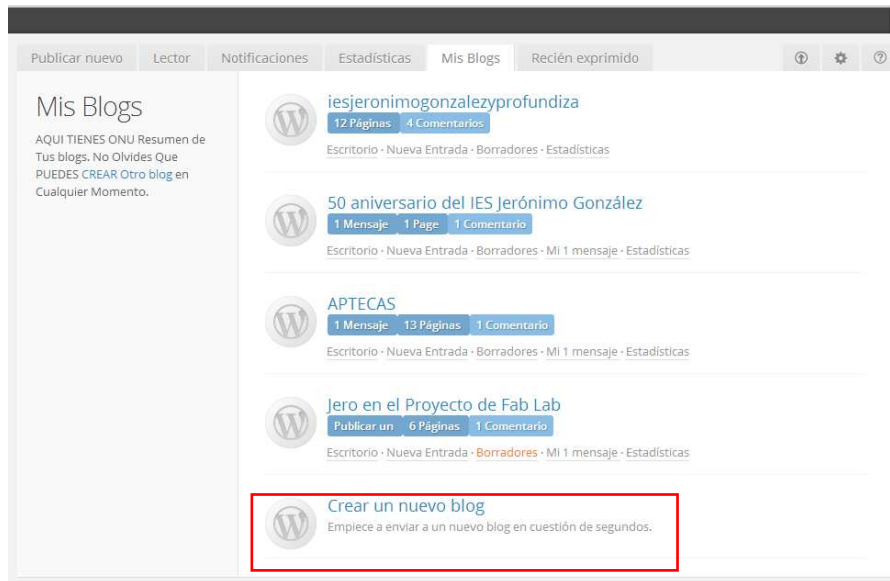 Publicar nuevo Lector Notificaciones Estadísticas Mis Blogs Recién exprimido
Mis Blogs
AQUI TIENES ONU Resumen de
Tus blogs. No Olvides Que
PUEDES CREAR Otro blog en
Cualquier Momento.
iesjeronimogonzalezyprofundiza
12 Páginas 4 Comentarios
Escritorio · Nueva Entrada · Borradores · Estadísticas
50 aniversario del IES Jerónimo González
1 Mensaje 1 Page 1 Comentario
Escritorio · Nueva Entrada · Borradores · Mi 1 mensaje · Estadísticas
APTECAS
1 Mensaje 13 Páginas 1 Comentario
Escritorio · Nueva Entrada · Borradores · Mi 1 mensaje · Estadísticas
Jero en el Proyecto de Fab Lab
Publicar un 6 Páginas 1 Comentario
Escritorio · Nueva Entrada · Borradores · Mi 1 mensaje · Estadísticas
Crear un nuevo blog
Empiece a enviar a un nuevo blog en cuestión de segundos.